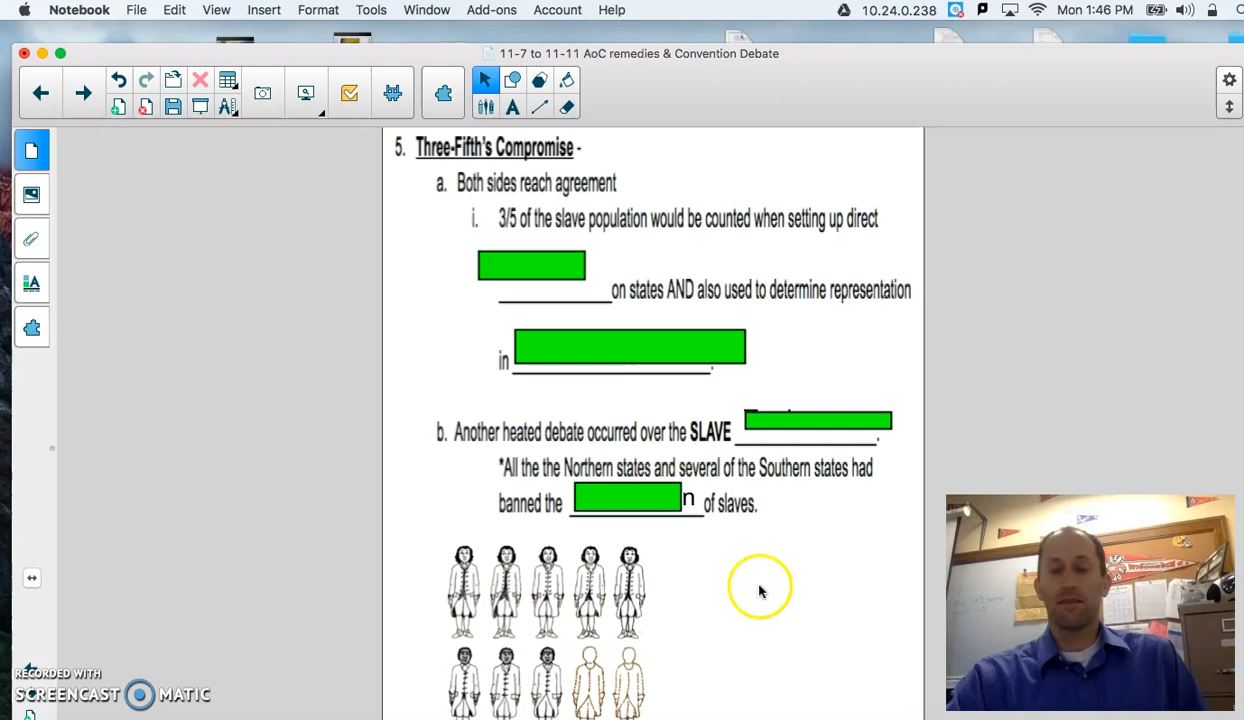 Notebook File Edit View Insert Format Tools Window Add-ons Account Help 10.24.0.238 Mon 1:46 PM
11-7 to 11-11 AoC remedies & Convention Debate
5. Three-Fifth's Compromise -
a. Both sides reach agreement
i. 3/5 of the slave population would be counted when setting up direct
on states AND also used to determine representation
in .
b. Another heated debate occurred over the SLAVE .
*All the the Northern states and several of the Southern states had
banned the n of slaves.
RECORDED WITH
SCREENCAST MATIC